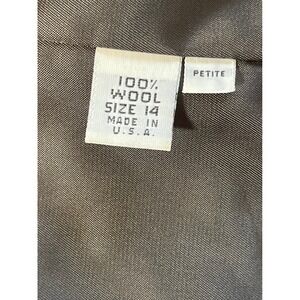 100%
WOOL
SIZE 14
MADE IN
U.S.A.
PETITE